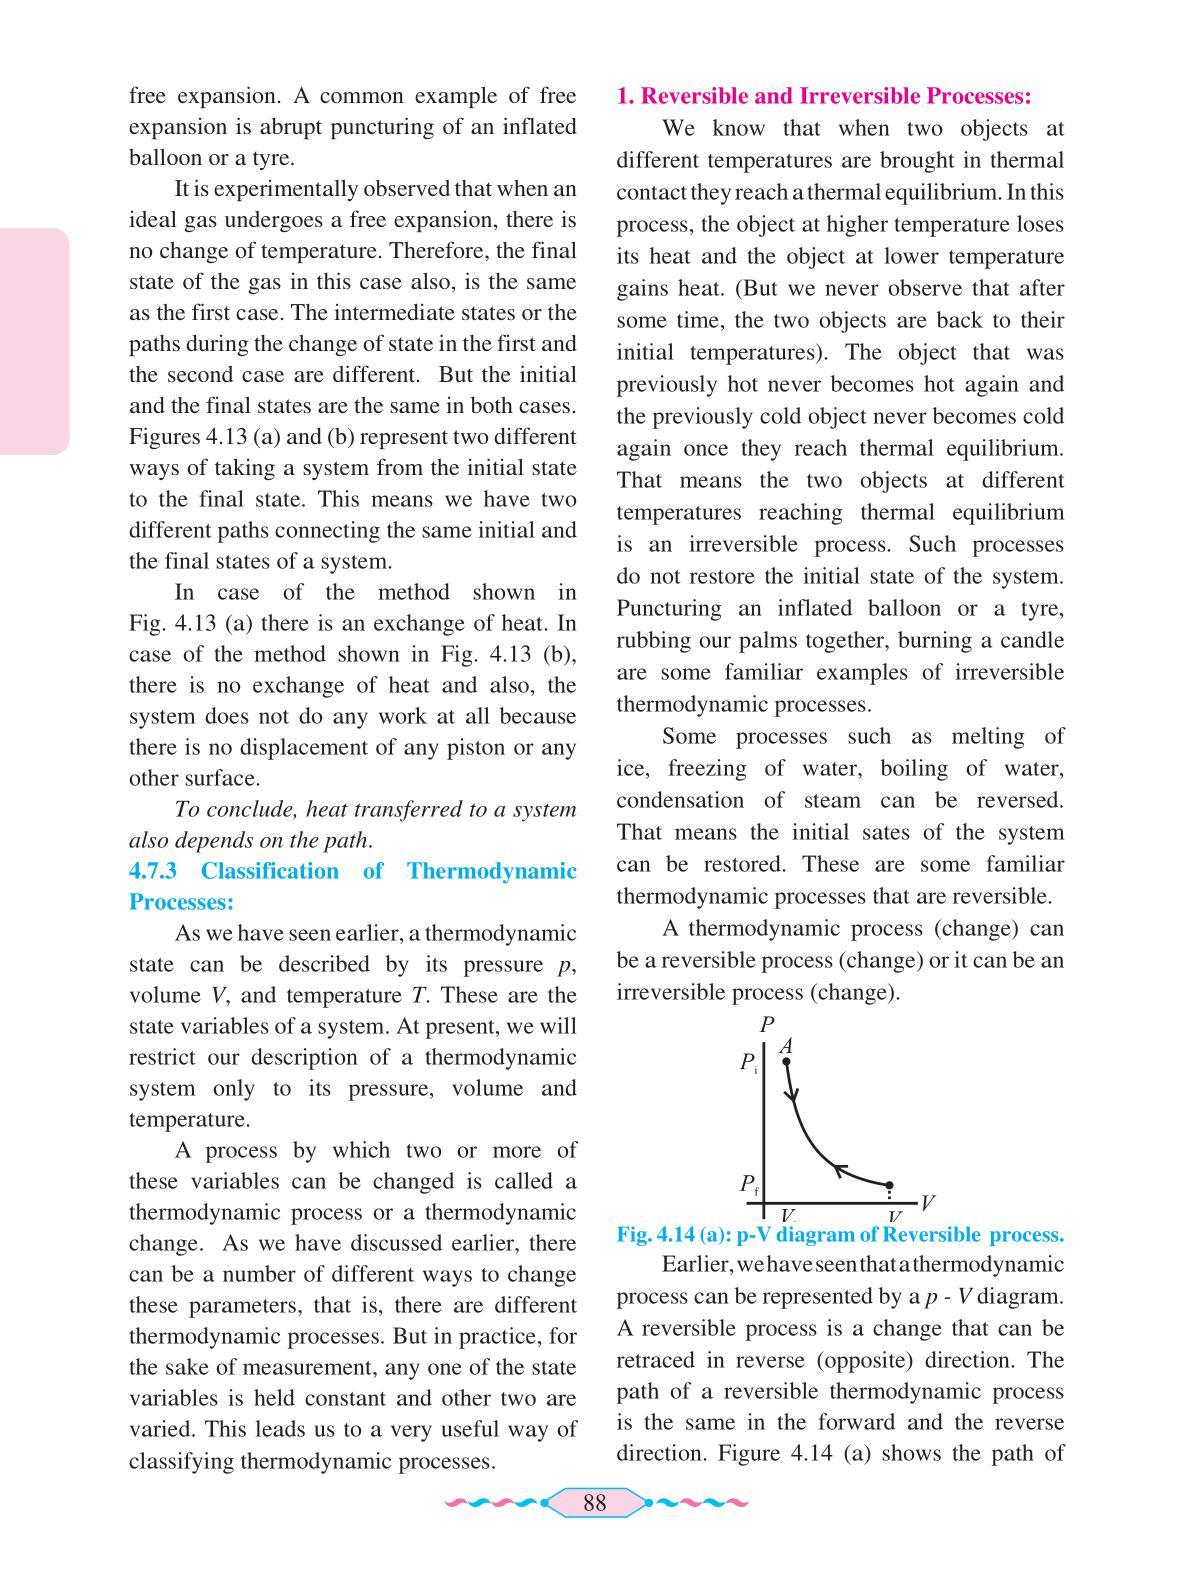 free expansion. A common example of free
expansion is abrupt puncturing of an inflated
balloon or a tyre.
It is experimentally observed that when an
ideal gas undergoes a free expansion, there is
no change of temperature. Therefore, the final
state of the gas in this case also, is the same
as the first case. The intermediate states or the
paths during the change of state in the first and
the second case are different. But the initial
and the final states are the same in both cases.
Figures 4.13 (a) and (b) represent two different
ways of taking a system from the initial state
to the final state. This means we have two
different paths connecting the same initial and
the final states of a system.
In case of the method shown in
Fig. 4.13 (a) there is an exchange of heat. In
case of the method shown in Fig. 4.13 (b),
there is no exchange of heat and also, the
system does not do any work at all because
there is no displacement of any piston or any
other surface.
To conclude, heat transferred to a system
also depends on the path.
4.7.3 Classification of Thermodynamic
Processes:
As we have seen earlier, a thermodynamic
state can be described by its pressure p,
volume V, and temperature T. These are the
state variables of a system. At present, we will
restrict our description of a thermodynamic
system only to its pressure, volume and
temperature.
A process by which two or more of
these variables can be changed is called a
thermodynamic process or a thermodynamic
change. As we have discussed earlier, there
can be a number of different ways to change
these parameters, that is, there are different
thermodynamic processes. But in practice, for
the sake of measurement, any one of the state
variables is held constant and other two are
varied. This leads us to a very useful way of
classifying thermodynamic processes.
1. Reversible and Irreversible Processes:
We know that when two objects at
different temperatures are brought in thermal
contact they reach a thermal equilibrium. In this
process, the object at higher temperature loses
its heat and the object at lower temperature
gains heat. (But we never observe that after
some time, the two objects are back to their
initial temperatures). The object that was
previously hot never becomes hot again and
the previously cold object never becomes cold
again once they reach thermal equilibrium.
That means the two objects at different
temperatures reaching thermal equilibrium
is an irreversible process. Such processes
do not restore the initial state of the system.
Puncturing an inflated balloon or a tyre,
rubbing our palms together, burning a candle
are some familiar examples of irreversible
thermodynamic processes.
Some processes such as melting of
ice, freezing of water, boiling of water,
condensation of steam can be reversed.
That means the initial sates of the system
can be restored. These are some familiar
thermodynamic processes that are reversible.
A thermodynamic process (change) can
be a reversible process (change) or it can be an
irreversible process (change).
P
A
Pi
Pf
V
V V
Fig. 4.14 (a): p-V diagram of Reversible process.
Earlier, we have seen that a thermodynamic
process can be represented by a p - V diagram.
A reversible process is a change that can be
retraced in reverse (opposite) direction. The
path of a reversible thermodynamic process
is the same in the forward and the reverse
direction. Figure 4.14 (a) shows the path of
88